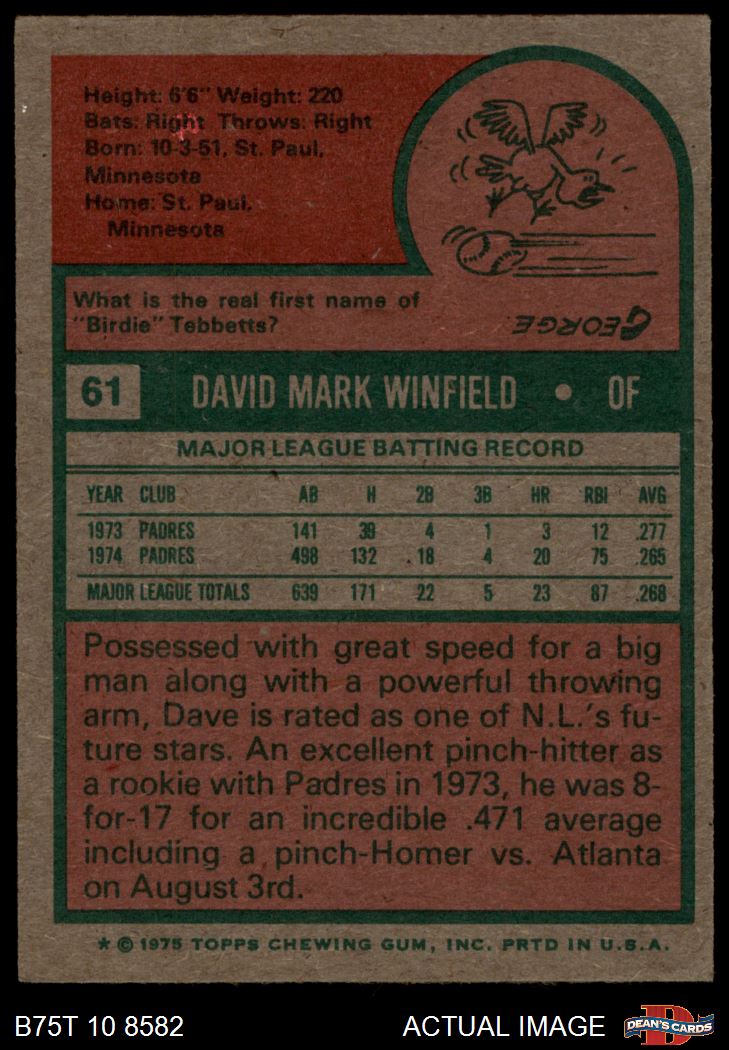 Height: 6'6" Weight: 220
Bats: Right Throws: Right
Born: 10-3-51, St. Paul,
Minnesota
Home: St. Paul,
Minnesota
What is the real first name of
"Birdie" Tebbetts?
GEORGE.
61 DAVID MARK WINFIELD • OF
MAJOR LEAGUE BATTING RECORD
YEAR CLUB AB H 2B 3B HR RBI AVG
1973 PADRES 141 39 4 1 3 12 .277
1974 PADRES 498 132 18 4 20 75 .265
MAJOR LEAGUE TOTALS 639 171 22 5 23 87 .268
Possessed with great speed for a big
man along with a powerful throwing
arm, Dave is rated as one of N.L.'s fu-
ture stars. An excellent pinch-hitter as
a rookie with Padres in 1973, he was 8-
for-17 for an incredible .471 average
including a pinch-Homer vs. Atlanta
on August 3rd.
* © 1975 TOPPS CHEWING GUM, INC. PRTD IN U.S.A.
B75T 10 8582 ACTUAL IMAGE DEAN'S CARDS